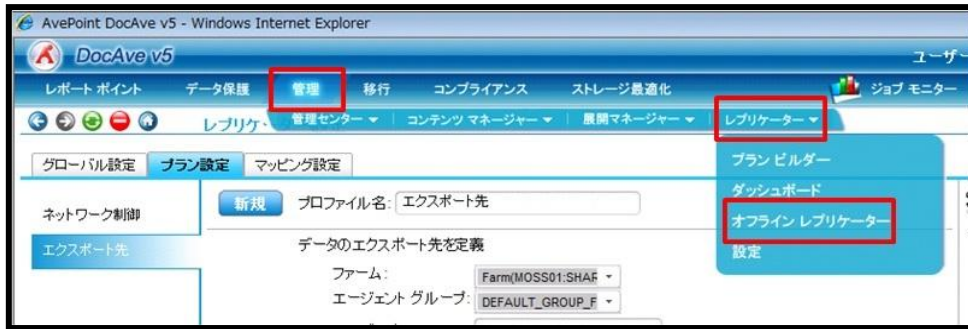 AvePoint DocAve v5 - Windows Internet Explorer
DocAve v5
ユーザー
レポート ポイント データ保護 管理 移行 コンプライアンス ストレージ最適化 ジョブ モニター
レプリケ 管理センター コンテンツ マネージャー 展開マネージャー レプリケーター
グローバル設定 プラン設定 マッピング設定
プラン ビルダー
ダッシュボード
オフライン レプリケーター
設定
ネットワーク制御
エクスポート先
新規 プロファイル名: エクスポート先
データのエクスポート先を定義
ファーム: Farm(MOSS01:SHAF
エージェント グループ: DEFAULT_GROUP_F